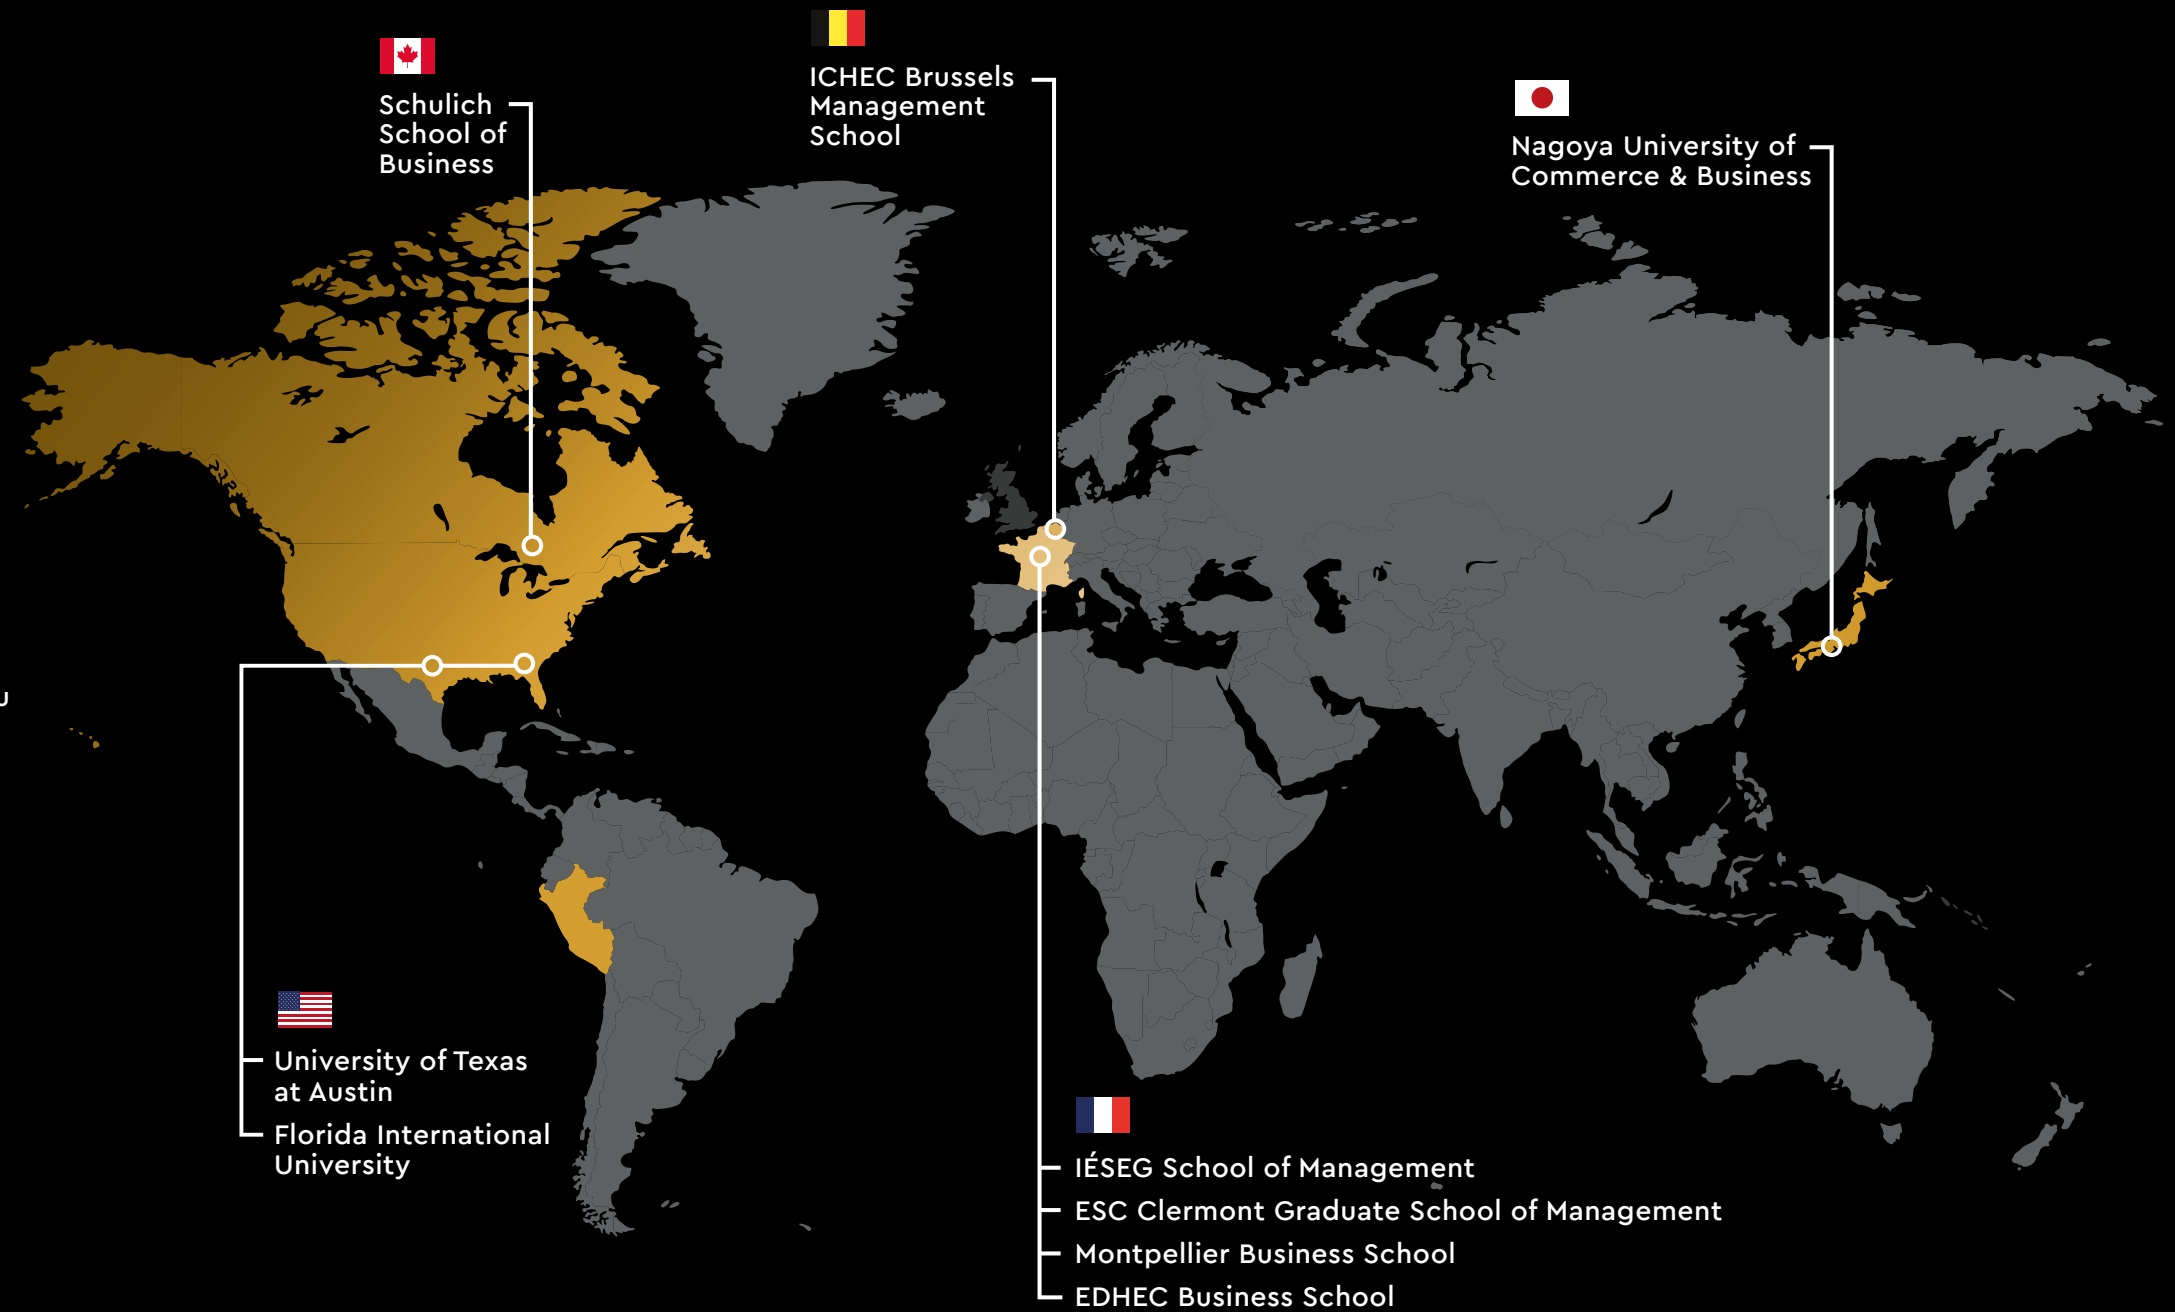 Schulich
School of
Business
ICHEC Brussels
Management
School
Nagoya University of
Commerce & Business
u
University of Texas
at Austin
Florida International
University
IÉSEG School of Management
ESC Clermont Graduate School of Management
Montpellier Business School
EDHEC Business School